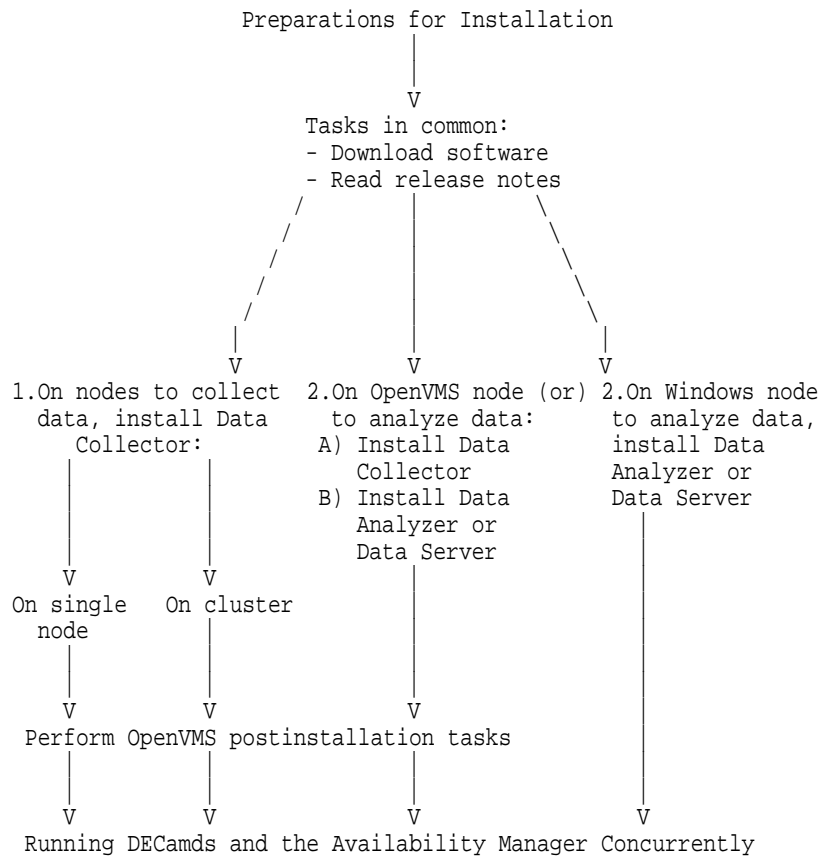 Preparations for Installation
Tasks in common:
- Download software
- Read release notes
1.On nodes to collect
data, install Data
Collector:
2.On OpenVMS node (or)
to analyze data:
A) Install Data
Collector
B) Install Data
Analyzer or
Data Server
2.On Windows node
to analyze data,
install Data
Analyzer or
Data Server
On single
node
On cluster
Perform OpenVMS postinstallation tasks
Running DECamds and the Availability Manager Concurrently